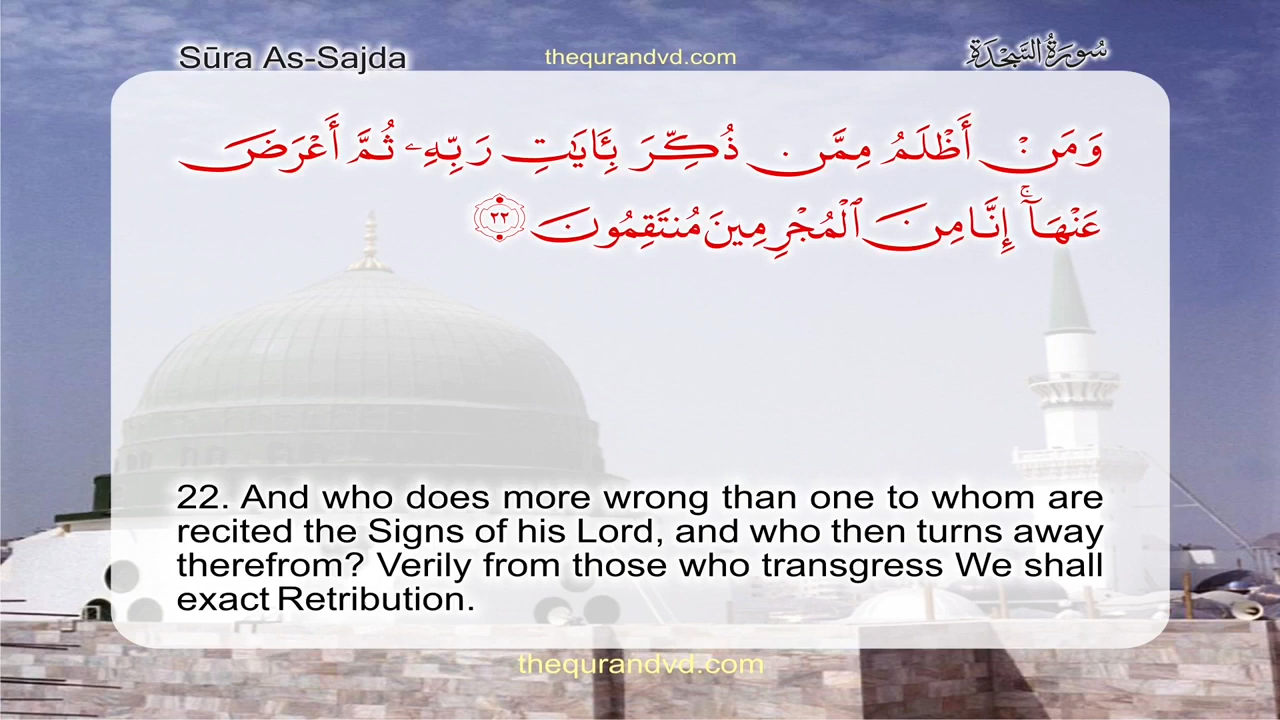 Sūra As-Sajda
thequrandvd.com
سُورَةُ السَّجْدَةِ
وَمَنْ أَظْلَمُ مِمَّن ذُكِّرَ بِـَٔايَـٰتِ رَبِّهِۦ ثُمَّ أَعْرَضَ
عَنْهَآ ۚ إِنَّا مِنَ ٱلْمُجْرِمِينَ مُنتَقِمُونَ ٢٢
22. And who does more wrong than one to whom are
recited the Signs of his Lord, and who then turns away
therefrom? Verily from those who transgress We shall
exact Retribution.
thequrandvd.com